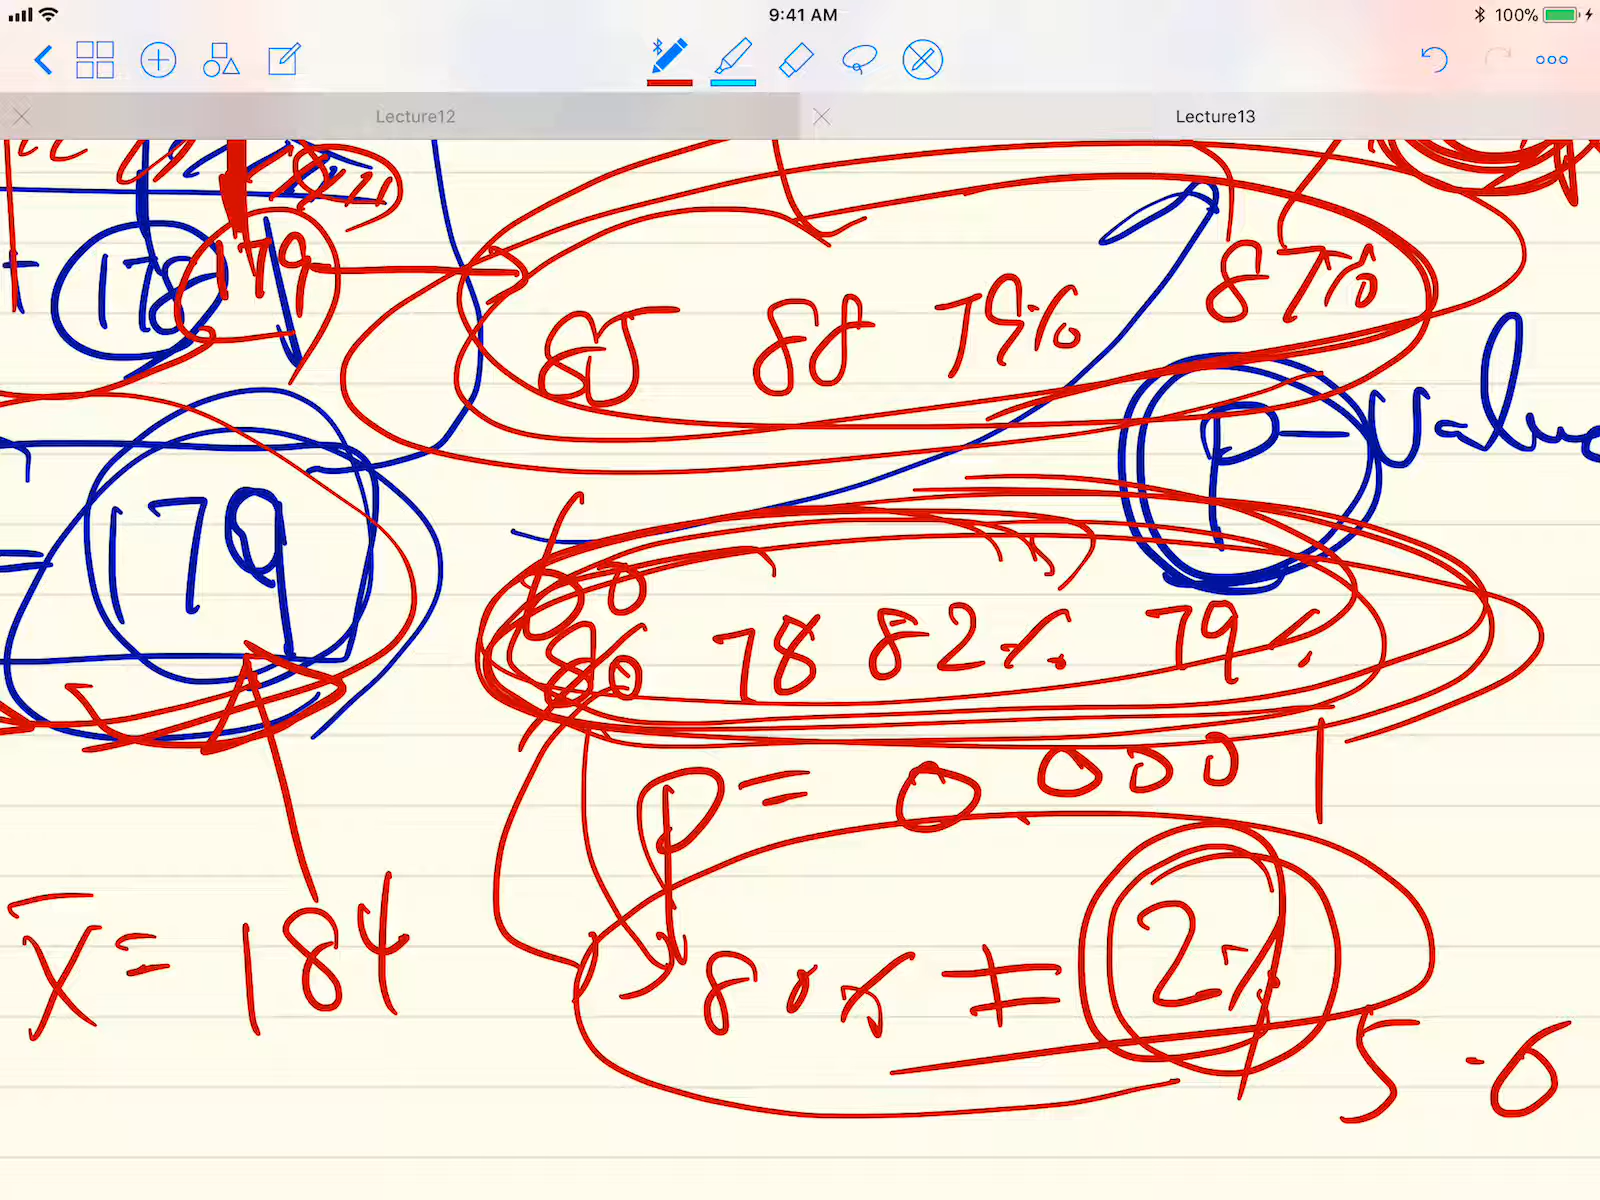 9:41 AM
100%
Lecture12
Lecture13
178 179
85 88 79% 87%
P-value
179
80 78 82% 79%
P = 0.0001
x̄ = 184
80% ± 2%
5-6